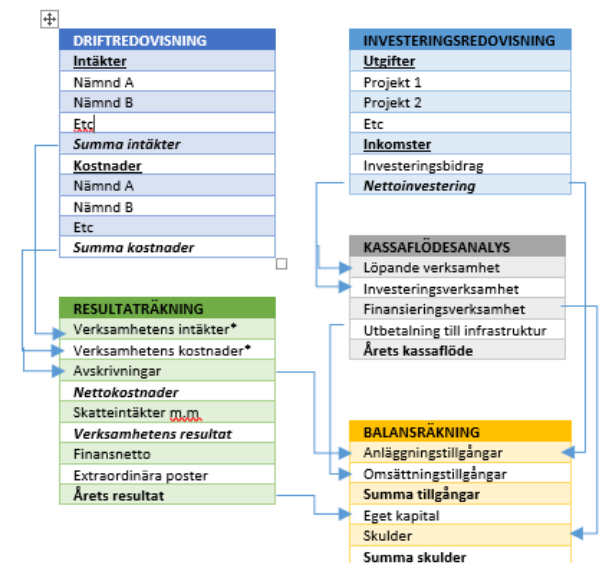 DRIFTREDOVISNING
Intäkter
Nämnd A
Nämnd B
Etc
Summa intäkter
Kostnader
Nämnd A
Nämnd B
Etc
Summa kostnader
RESULTATRÄKNING
Verksamhetens intäkter*
Verksamhetens kostnader*
Avskrivningar
Nettokostnader
Skatteintäkter m.m
Verksamhetens resultat
Finansnetto
Extraordinära poster
Årets resultat
INVESTERINGSREDOVISNING
Utgifter
Projekt 1
Projekt 2
Etc
Inkomster
Investeringsbidrag
Nettoinvestering
KASSAFLÖDESANALYS
Löpande verksamhet
Investeringsverksamhet
Finansieringsverksamhet
Utbetalning till infrastruktur
Årets kassaflöde
BALANSRÄKNING
Anläggningstillgångar
Omsättningstillgångar
Summa tillgångar
Eget kapital
Skulder
Summa skulder